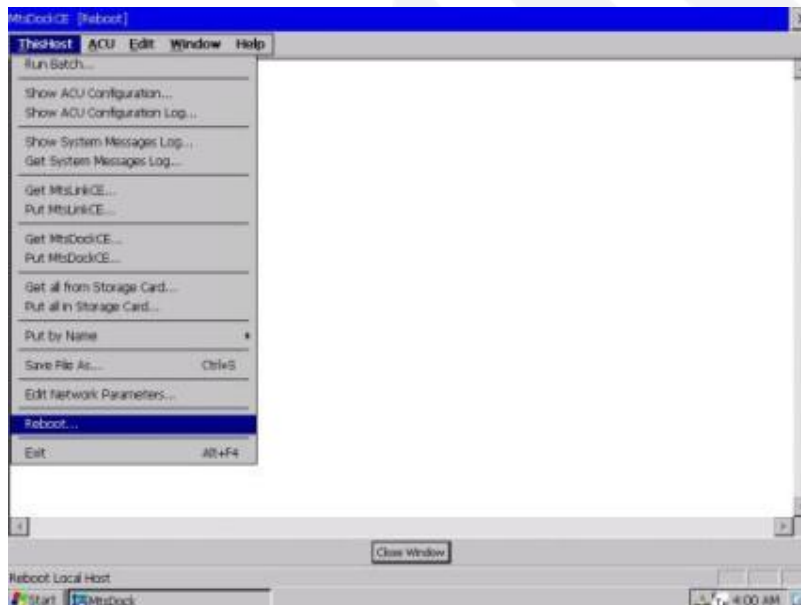 MtsDockCE [Reboot]
ThisHost ACU Edit Window Help
Run Batch...
Show ACU Configuration...
Show ACU Configuration Log...
Show System Messages Log...
Get System Messages Log...
Get MtsLinkCE...
Put MtsLinkCE...
Get MtsDockCE...
Put MtsDockCE...
Get all from Storage Card...
Put all in Storage Card...
Put by Name
Save File As... Ctrl+S
Edit Network Parameters...
Reboot...
Exit Alt+F4
Close Window
Reboot Local Host
Start MtsDock 4:00 AM